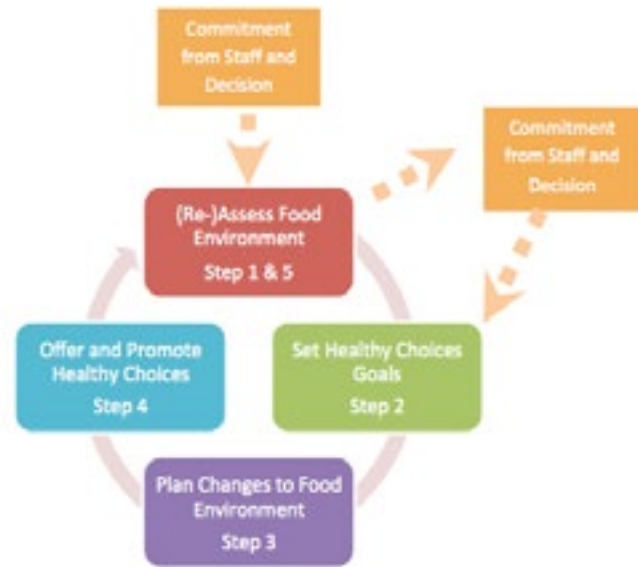 Commitment
from Staff and
Decision
Commitment
from Staff and
Decision
(Re-)Assess Food
Environment
Step 1 & 5
Set Healthy Choices
Goals
Step 2
Plan Changes to Food
Environment
Step 3
Offer and Promote
Healthy Choices
Step 4